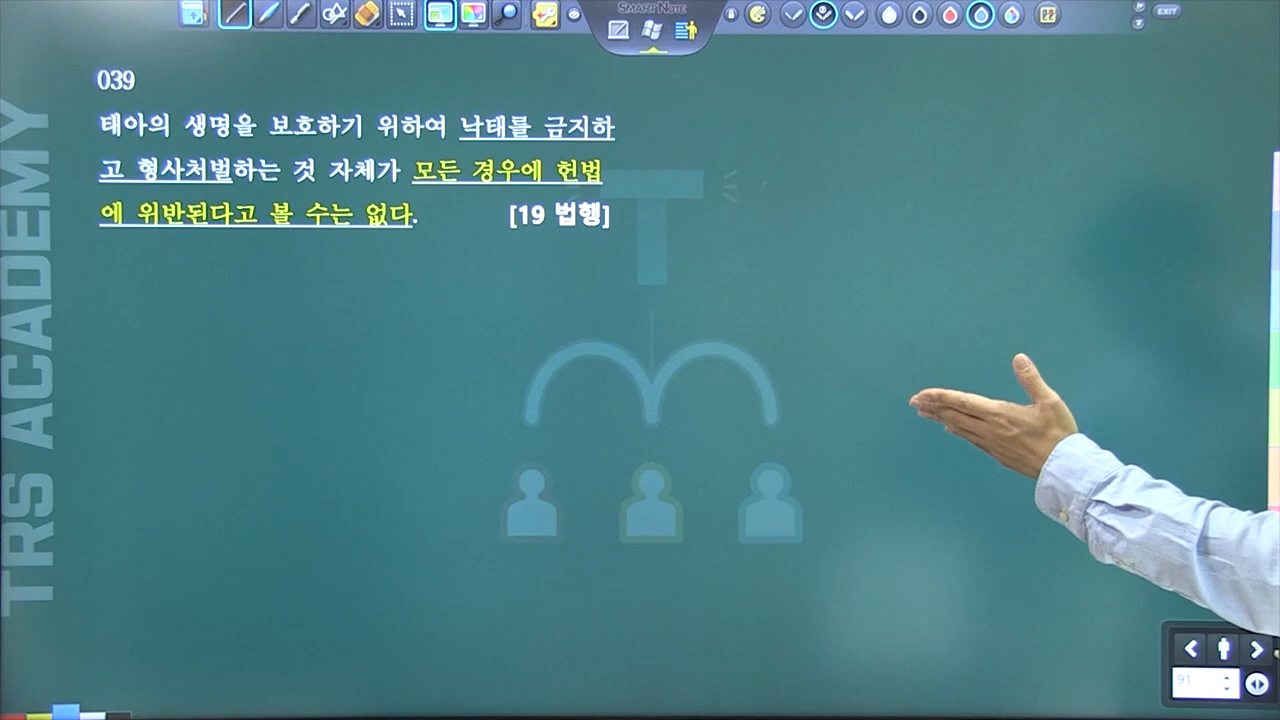 SMART NOTE
EXIT
039
태아의 생명을 보호하기 위하여 낙태를 금지하
고 형사처벌하는 것 자체가 모든 경우에 헌법
에 위반된다고 볼 수는 없다. [19 법행]
TRS ACADEMY
91